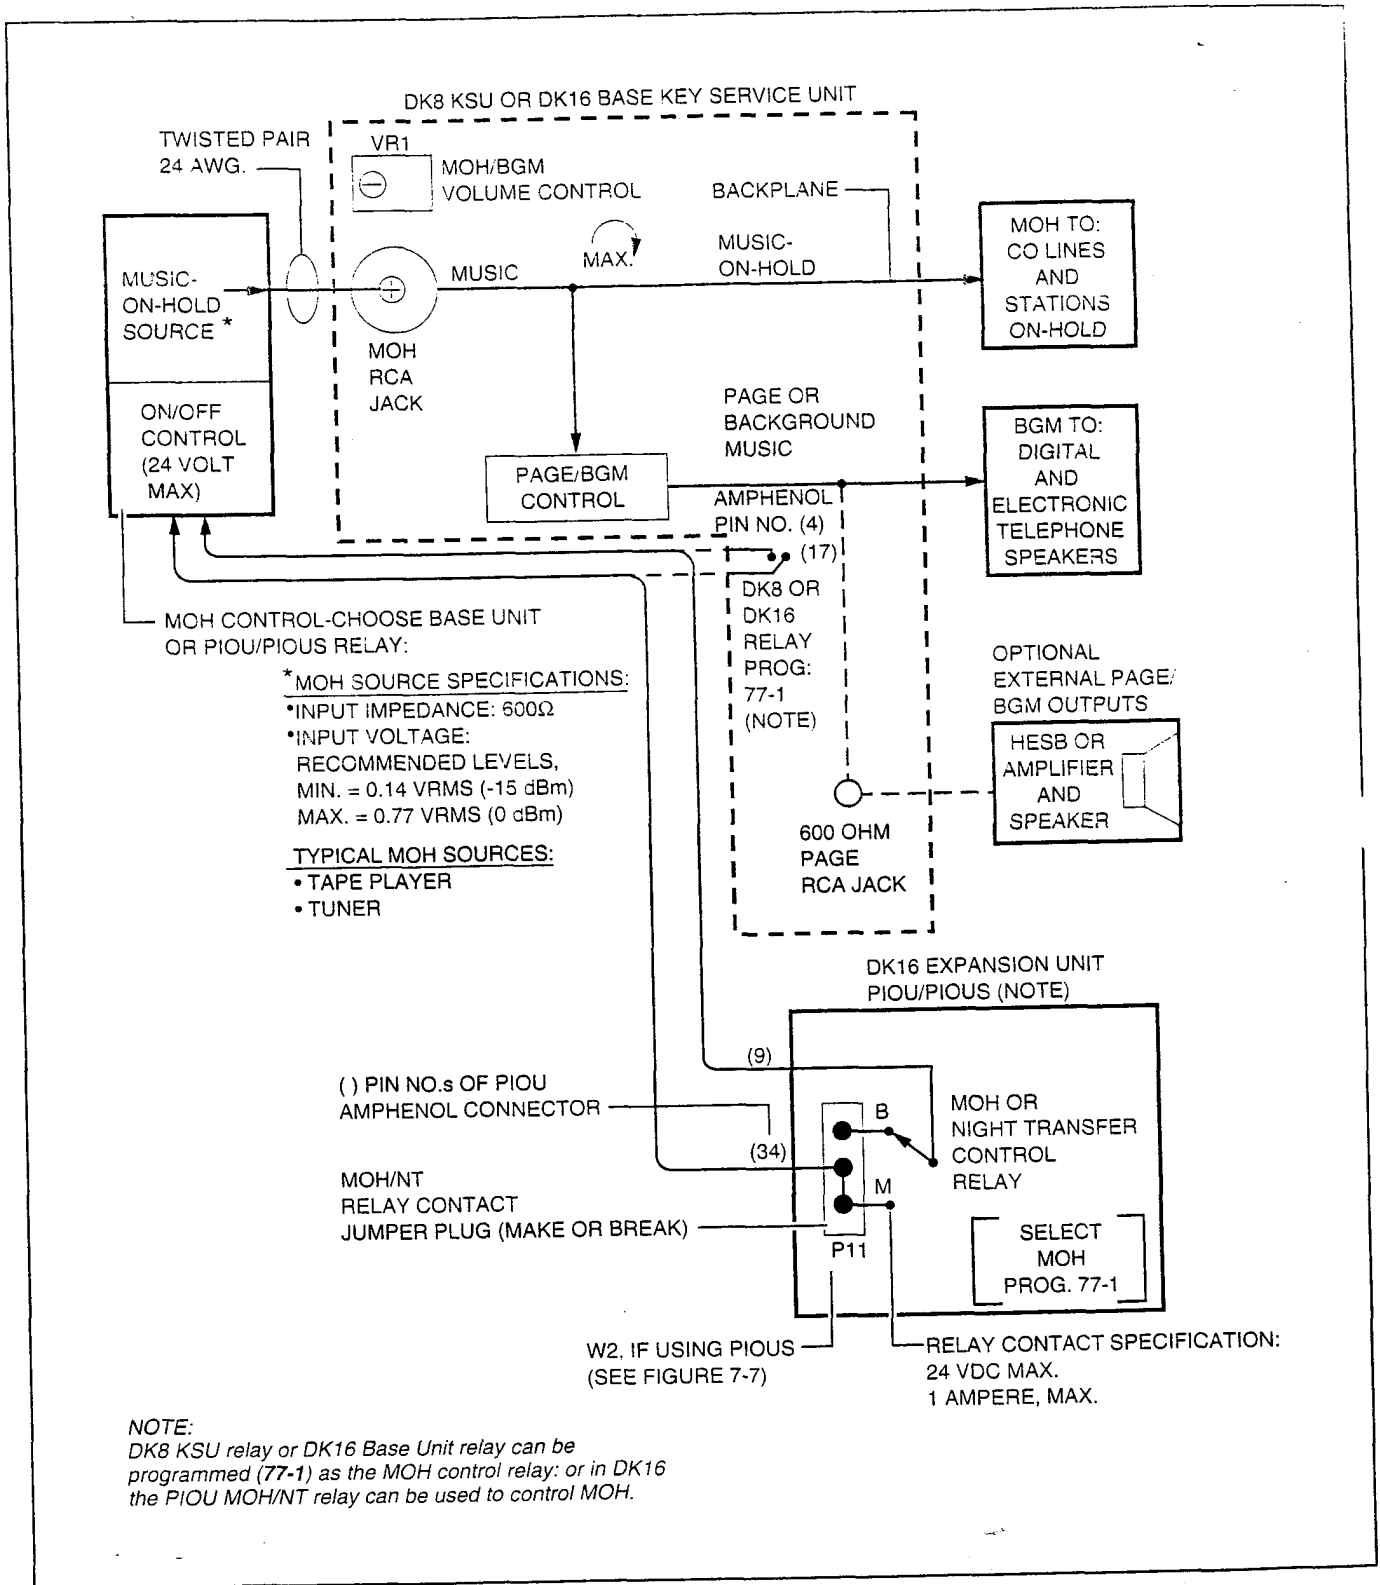 DK8 KSU OR DK16 BASE KEY SERVICE UNIT
TWISTED PAIR
24 AWG.
VR1
MOH/BGM
VOLUME CONTROL
BACKPLANE
MUSIC-
ON-HOLD
SOURCE *
MUSIC
MAX.
MUSIC-
ON-HOLD
MOH TO:
CO LINES
AND
STATIONS
ON-HOLD
MOH
RCA
JACK
ON/OFF
CONTROL
(24 VOLT
MAX)
PAGE OR
BACKGROUND
MUSIC
PAGE/BGM
CONTROL
BGM TO:
DIGITAL
AND
ELECTRONIC
TELEPHONE
SPEAKERS
AMPHENOL
PIN NO. (4)
(17)
DK8 OR
DK16
RELAY
PROG:
77-1
(NOTE)
MOH CONTROL-CHOOSE BASE UNIT
OR PIOU/PIOUS RELAY:
*MOH SOURCE SPECIFICATIONS:
•INPUT IMPEDANCE: 600Ω
•INPUT VOLTAGE:
RECOMMENDED LEVELS,
MIN. = 0.14 VRMS (-15 dBm)
MAX. = 0.77 VRMS (0 dBm)
TYPICAL MOH SOURCES:
• TAPE PLAYER
• TUNER
OPTIONAL
EXTERNAL PAGE/
BGM OUTPUTS
HESB OR
AMPLIFIER
AND
SPEAKER
600 OHM
PAGE
RCA JACK
DK16 EXPANSION UNIT
PIOU/PIOUS (NOTE)
(9)
( ) PIN NO.s OF PIOU
AMPHENOL CONNECTOR
(34)
B
M
MOH OR
NIGHT TRANSFER
CONTROL
RELAY
MOH/NT
RELAY CONTACT
JUMPER PLUG (MAKE OR BREAK)
P11
SELECT
MOH
PROG. 77-1
W2, IF USING PIOUS
(SEE FIGURE 7-7)
RELAY CONTACT SPECIFICATION:
24 VDC MAX.
1 AMPERE, MAX.
NOTE:
DK8 KSU relay or DK16 Base Unit relay can be
programmed (77-1) as the MOH control relay: or in DK16
the PIOU MOH/NT relay can be used to control MOH.